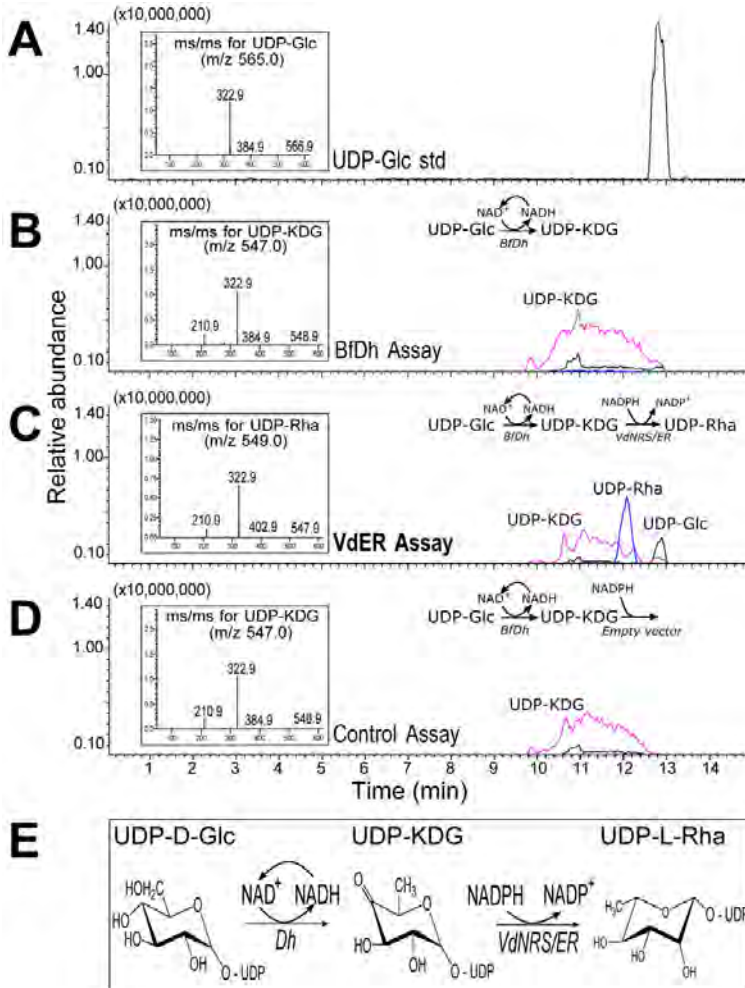 A
(x10,000,000)
1.40
1.00
0.10
ms/ms for UDP-Glc
(m/z 565.0)
322.9
384.9
566.9
UDP-Glc std
B
(x10,000,000)
1.40
1.00
0.10
ms/ms for UDP-KDG
(m/z 547.0)
322.9
210.9
384.9
548.9
BfDh Assay
NAD+ NADH
UDP-Glc UDP-KDG
BfDh
UDP-KDG
C
(x10,000,000)
1.40
1.00
0.10
ms/ms for UDP-Rha
(m/z 549.0)
322.9
210.9
402.9
547.9
VdER Assay
NAD+ NADH NADPH NADP+
UDP-Glc UDP-KDG UDP-Rha
BfDh VdNRS/ER
UDP-Rha
UDP-KDG
UDP-Glc
D
(x10,000,000)
1.40
1.00
0.10
ms/ms for UDP-KDG
(m/z 547.0)
322.9
210.9
384.9
548.9
Control Assay
NAD+ NADH NADPH
UDP-Glc UDP-KDG
BfDh Empty vector
UDP-KDG
Relative abundance
1 2 3 4 5 6 7 8 9 10 11 12 13 14
Time (min)
E
UDP-D-Glc UDP-KDG UDP-L-Rha
HOH2C
O
HO
HO
OH
O - UDP
NAD+ NADH
Dh
O
CH3
O
HO
OH
O - UDP
NADPH NADP+
VdNRS/ER
H3C
O
O - UDP
HO
HO
OH